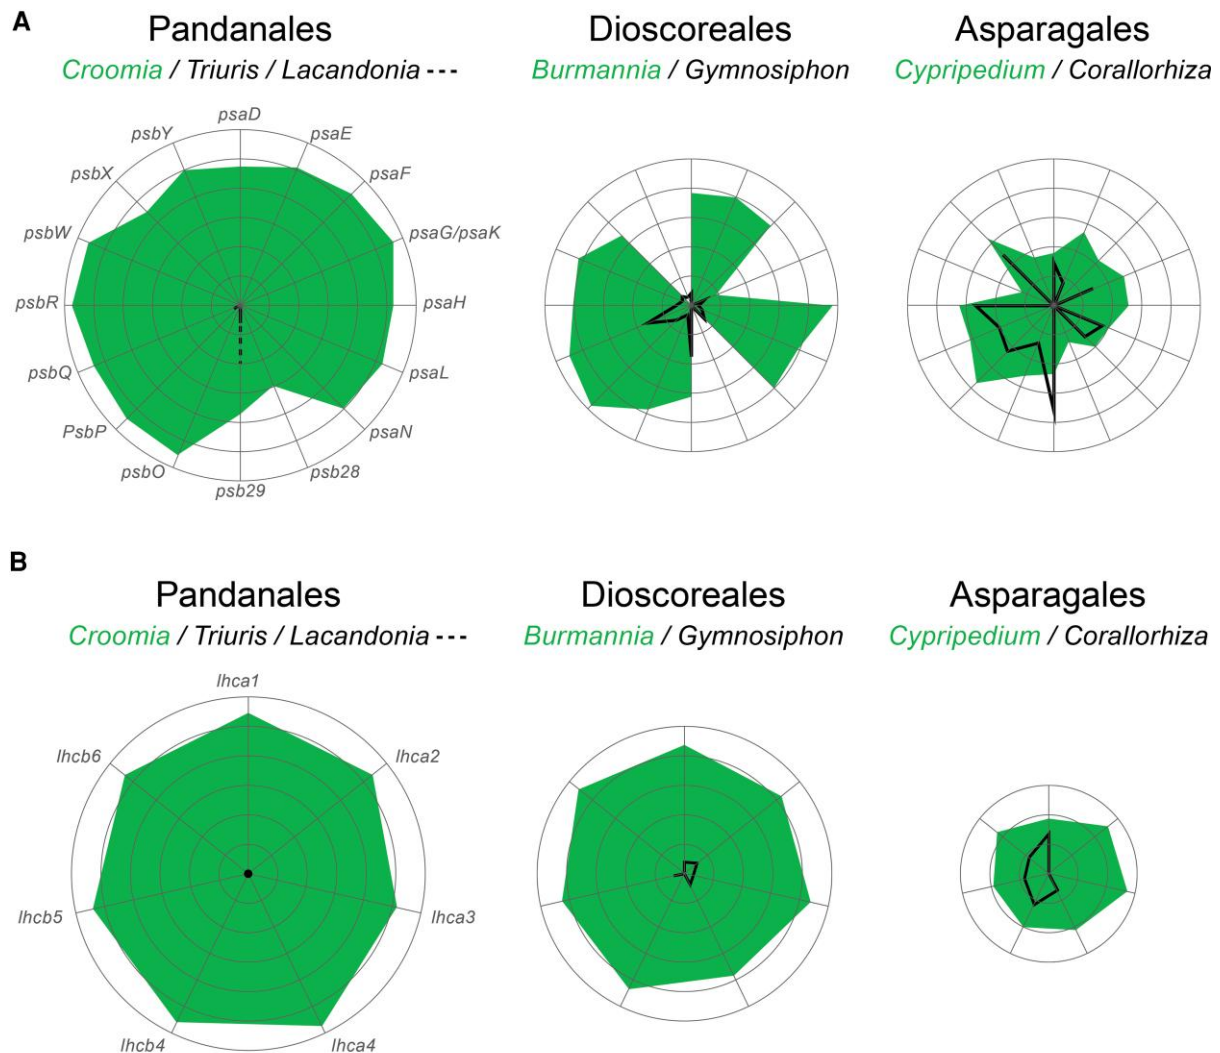 A
Pandanales
Dioscoreales
Asparagales
Croomia / Triuris / Lacandonia ---
Burmannia / Gymnosiphon
Cypripedium / Corallorhiza
psaD
psbY
psaE
psbX
psaF
psbW
psaG/psaK
psbR
psaH
psbQ
psaL
PsbP
psaN
psbO
psb28
psb29
B
Pandanales
Dioscoreales
Asparagales
Croomia / Triuris / Lacandonia ---
Burmannia / Gymnosiphon
Cypripedium / Corallorhiza
lhca1
lhcb6
lhca2
lhcb5
lhca3
lhcb4
lhca4